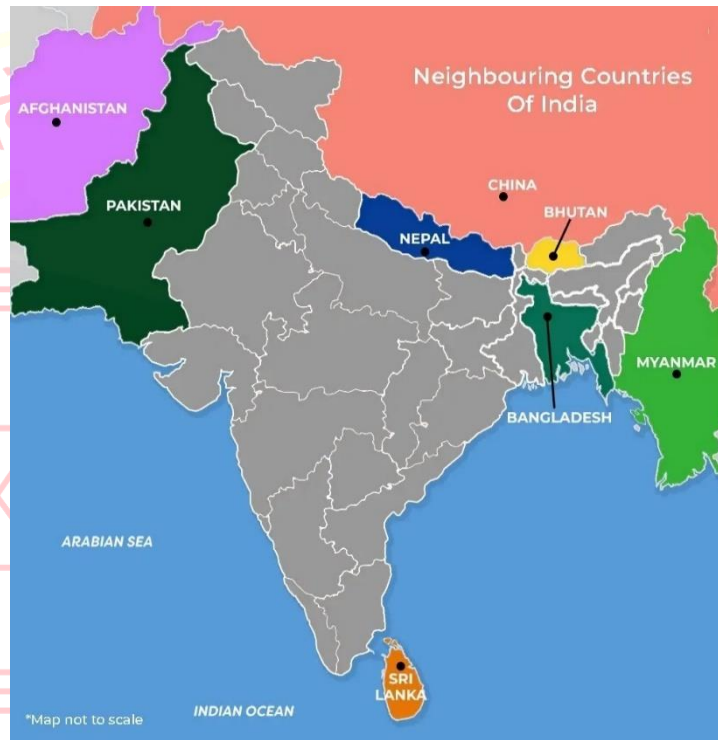 Neighbouring Countries
Of India
AFGHANISTAN
CHINA
PAKISTAN
BHUTAN
NEPAL
MYANMAR
BANGLADESH
ARABIAN SEA
SRI
LANKA
INDIAN OCEAN
*Map not to scale